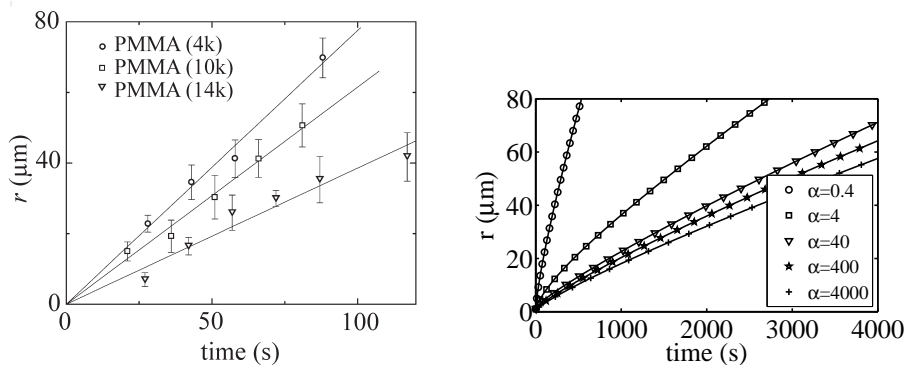 80
40
0
r (μm)
PMMA (4k)
PMMA (10k)
PMMA (14k)
0
50
100
time (s)
80
60
40
20
0
r (μm)
α=0.4
α=4
α=40
α=400
α=4000
0
1000
2000
3000
4000
time (s)